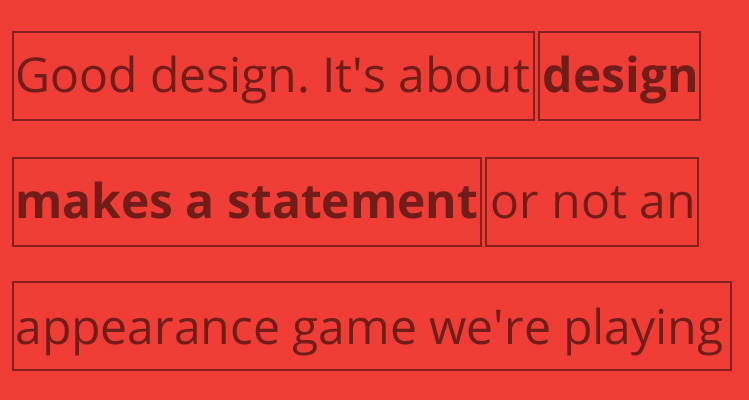 Good design. It's about design
makes a statement or not an
appearance game we're playing